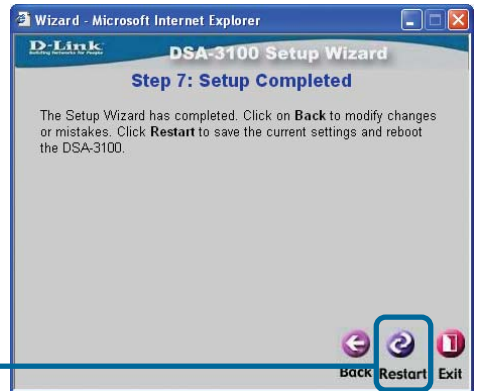 Wizard - Microsoft Internet Explorer
D-Link
Building Networks for People
DSA-3100 Setup Wizard
Step 7: Setup Completed
The Setup Wizard has completed. Click on Back to modify changes
or mistakes. Click Restart to save the current settings and reboot
the DSA-3100.
Back Restart Exit